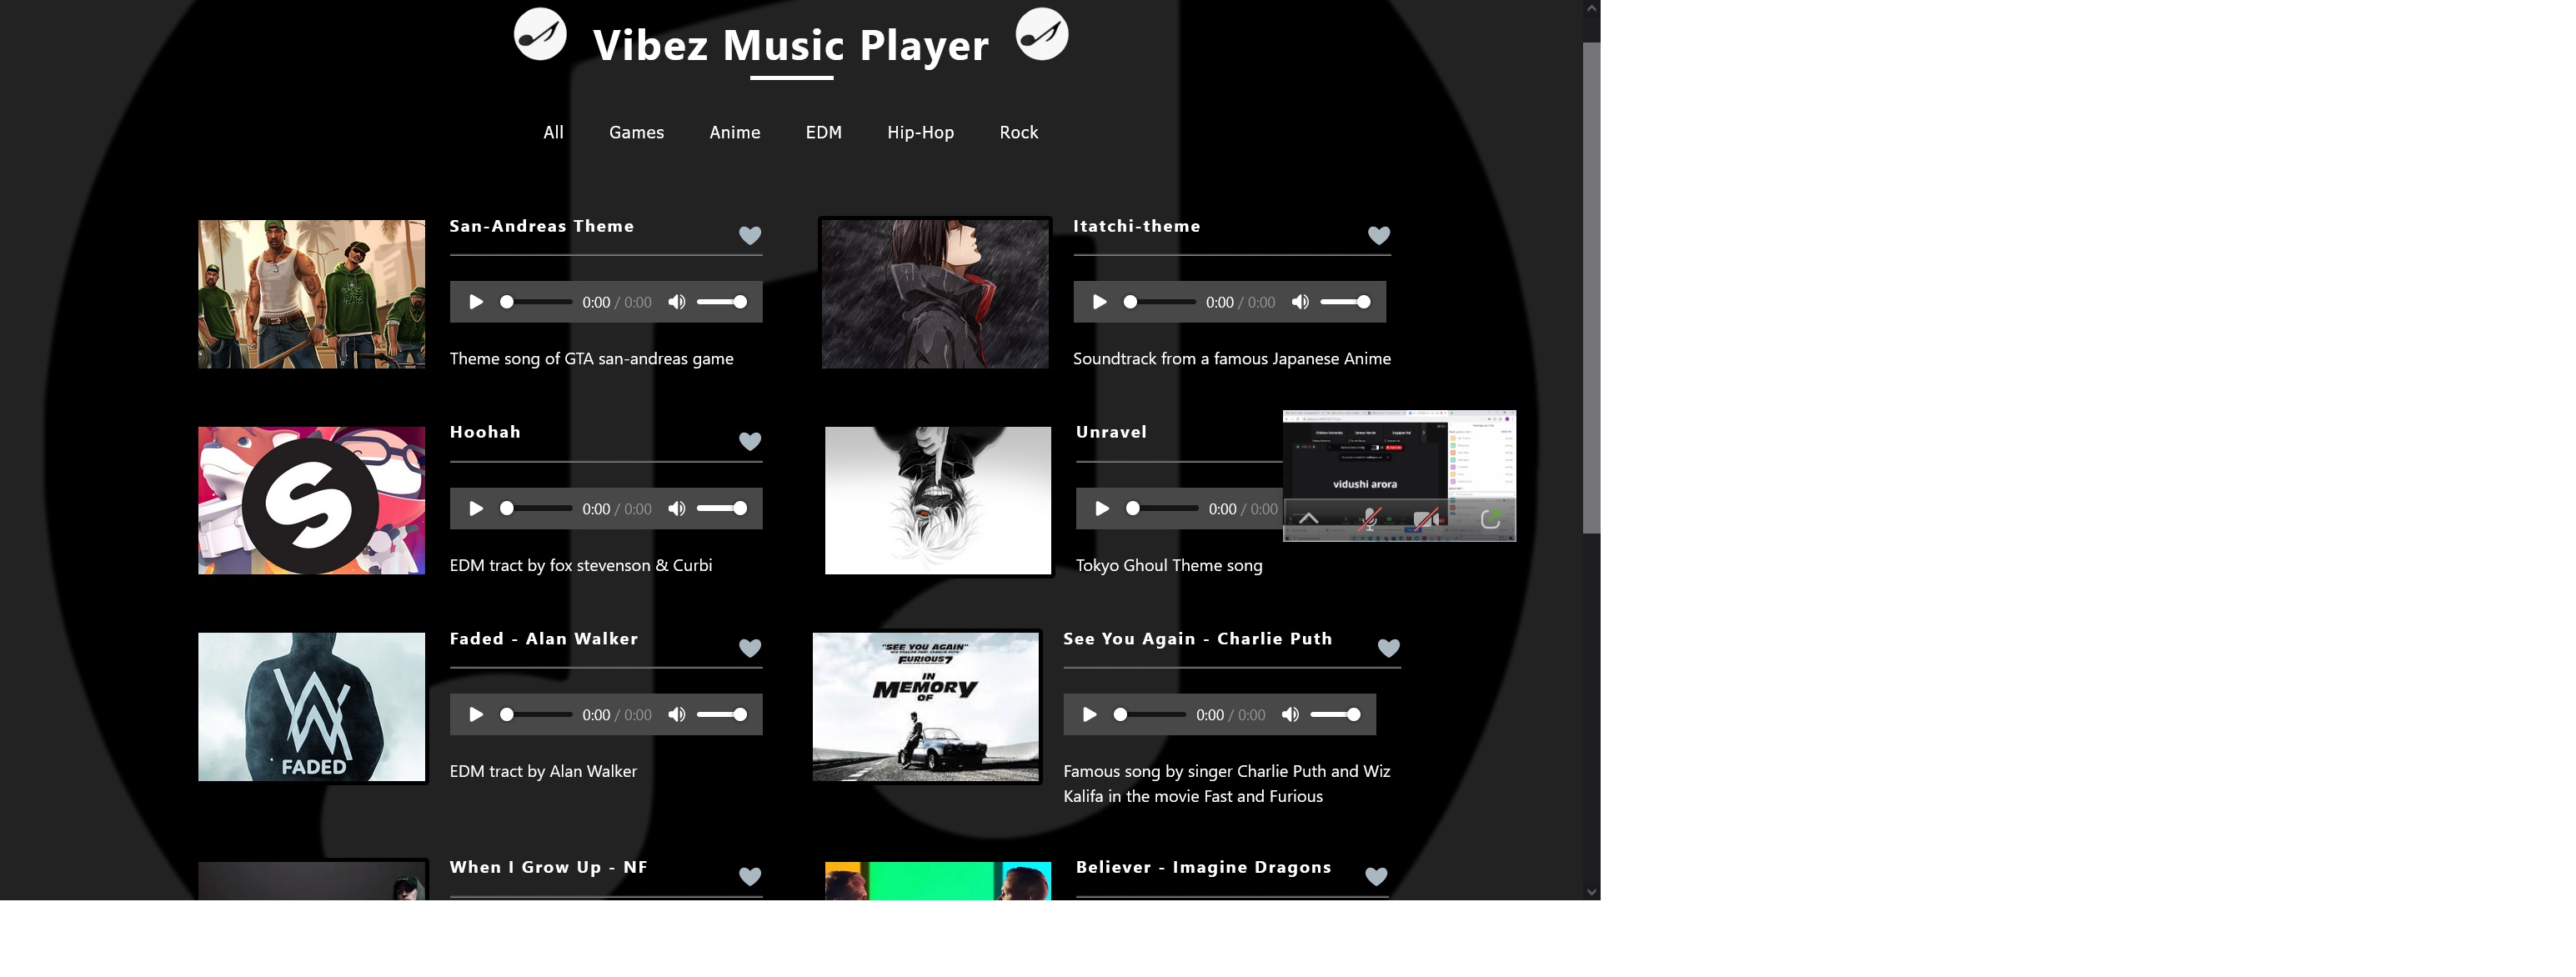 Vibez Music Player
All Games Anime EDM Hip-Hop Rock
San-Andreas Theme
0:00 / 0:00
Theme song of GTA san-andreas game
Itatchi-theme
0:00 / 0:00
Soundtrack from a famous Japanese Anime
Hoohah
0:00 / 0:00
EDM tract by fox stevenson & Curbi
Unravel
0:00 / 0:00
Tokyo Ghoul Theme song
vidushi arora
FADED
Faded - Alan Walker
0:00 / 0:00
EDM tract by Alan Walker
"SEE YOU AGAIN"
FURIOUS 7
IN
MEMORY
OF
See You Again - Charlie Puth
0:00 / 0:00
Famous song by singer Charlie Puth and Wiz
Kalifa in the movie Fast and Furious
When I Grow Up - NF
Believer - Imagine Dragons